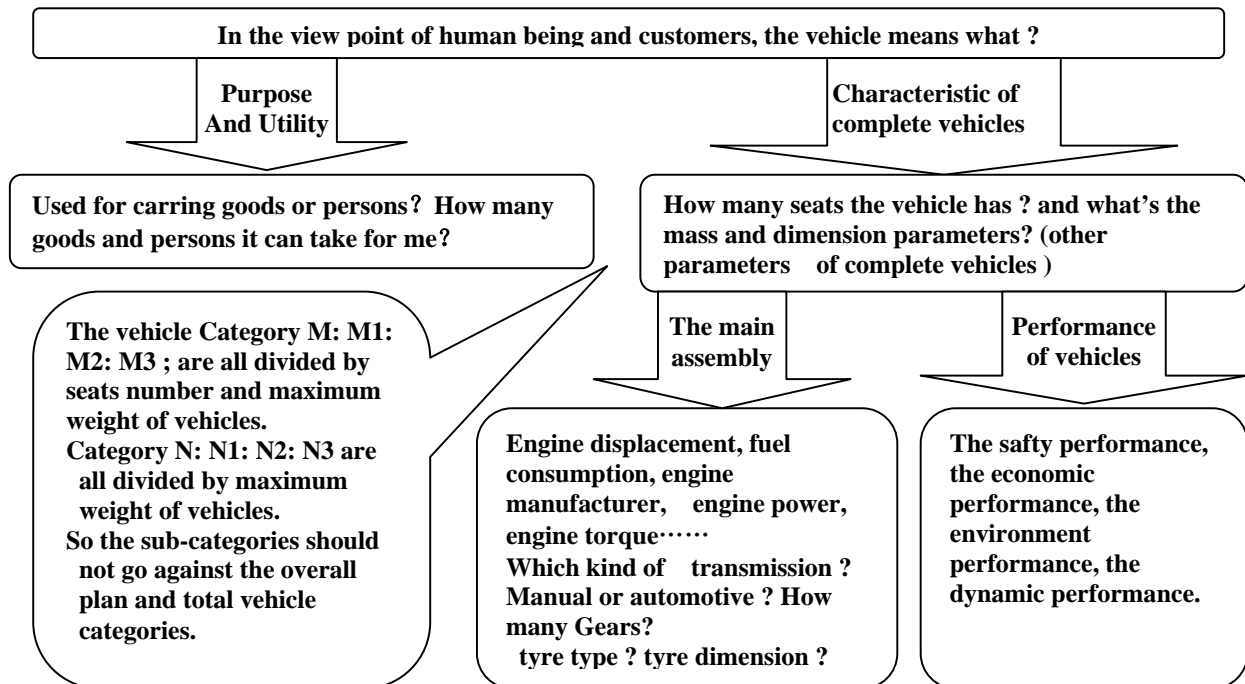 In the view point of human being and customers, the vehicle means what ?
Purpose
And Utility
Characteristic of
complete vehicles
Used for carring goods or persons？How many
goods and persons it can take for me？
How many seats the vehicle has ? and what’s the
mass and dimension parameters? (other
parameters of complete vehicles )
The vehicle Category M: M1:
M2: M3 ; are all divided by
seats number and maximum
weight of vehicles.
Category N: N1: N2: N3 are
all divided by maximum
weight of vehicles.
So the sub-categories should
not go against the overall
plan and total vehicle
categories.
The main
assembly
Performance
of vehicles
Engine displacement, fuel
consumption, engine
manufacturer, engine power,
engine torque……
Which kind of transmission ?
Manual or automotive ? How
many Gears?
tyre type ? tyre dimension ?
The safty performance,
the economic
performance, the
environment
performance, the
dynamic performance.